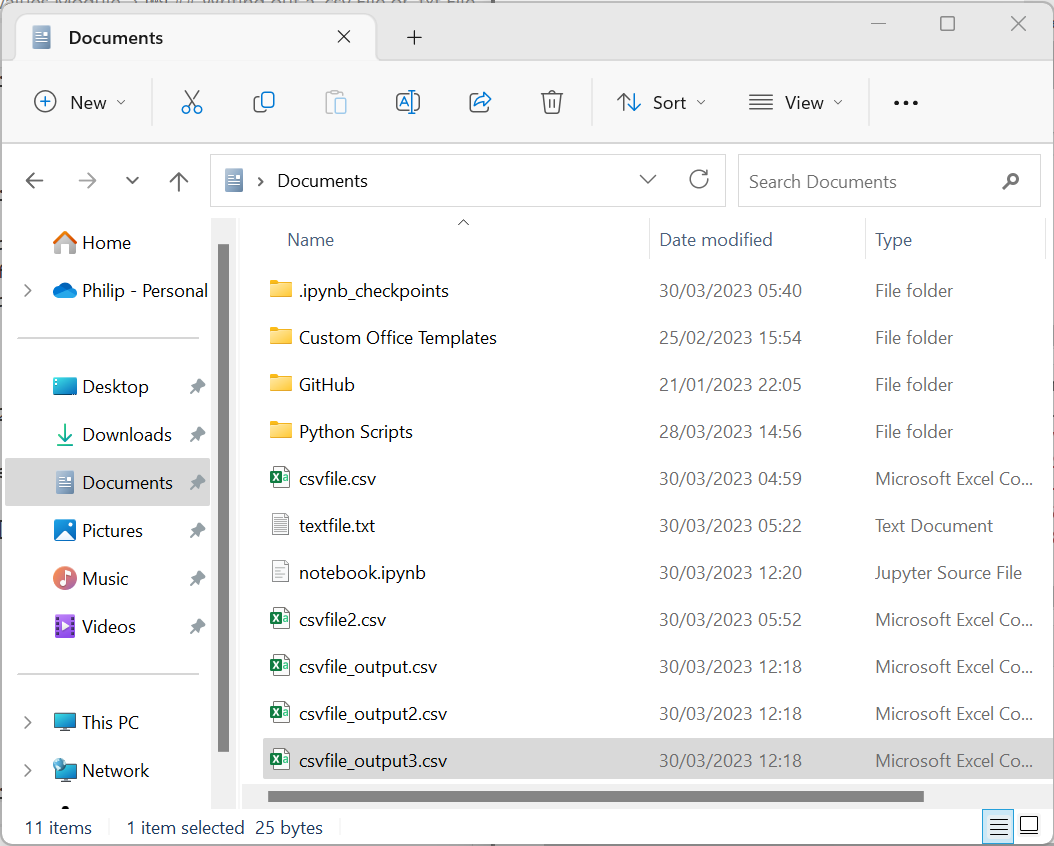 Documents
New
Sort
View
Documents
Search Documents
Home
Philip - Personal
Desktop
Downloads
Documents
Pictures
Music
Videos
This PC
Network
Name Date modified Type
.ipynb_checkpoints 30/03/2023 05:40 File folder
Custom Office Templates 25/02/2023 15:54 File folder
GitHub 21/01/2023 22:05 File folder
Python Scripts 28/03/2023 14:56 File folder
csvfile.csv 30/03/2023 04:59 Microsoft Excel Co...
textfile.txt 30/03/2023 05:22 Text Document
notebook.ipynb 30/03/2023 12:20 Jupyter Source File
csvfile2.csv 30/03/2023 05:52 Microsoft Excel Co...
csvfile_output.csv 30/03/2023 12:18 Microsoft Excel Co...
csvfile_output2.csv 30/03/2023 12:18 Microsoft Excel Co...
csvfile_output3.csv 30/03/2023 12:18 Microsoft Excel Co...
11 items 1 item selected 25 bytes